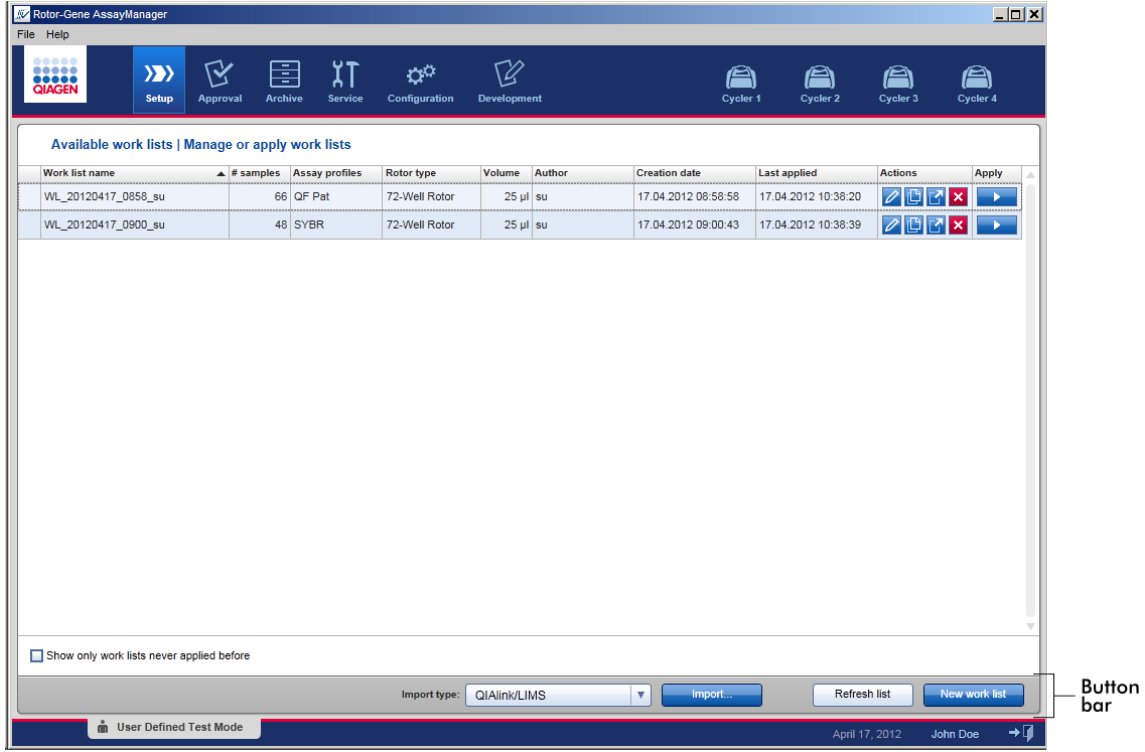 Rotor-Gene AssayManager
File Help
QIAGEN
Setup Approval Archive Service Configuration Development Cycler 1 Cycler 2 Cycler 3 Cycler 4
Available work lists | Manage or apply work lists
Work list name # samples Assay profiles Rotor type Volume Author Creation date Last applied Actions Apply
WL_20120417_0858_su 66 QF Pat 72-Well Rotor 25 µl su 17.04.2012 08:58:58 17.04.2012 10:38:20
WL_20120417_0900_su 48 SYBR 72-Well Rotor 25 µl su 17.04.2012 09:00:43 17.04.2012 10:38:39
Show only work lists never applied before
Import type: QIAlink/LIMS Import... Refresh list New work list
Button
bar
User Defined Test Mode
April 17, 2012 John Doe